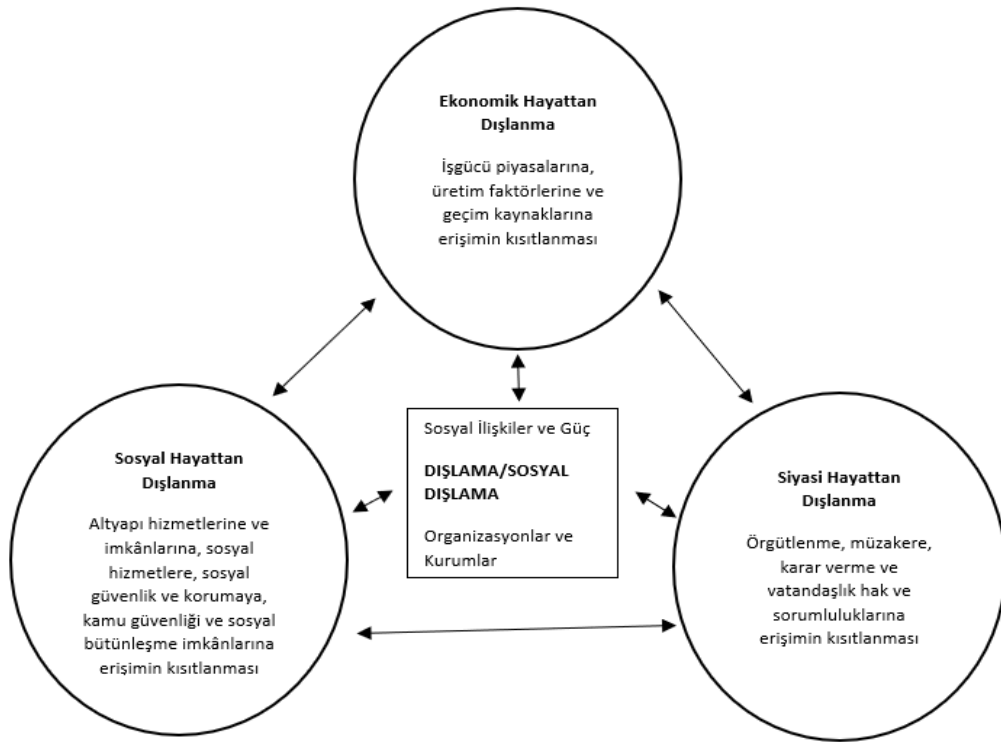 Ekonomik Hayattan
Dışlanma
İşgücü piyasalarına,
üretim faktörlerine ve
geçim kaynaklarına
erişimin kısıtlanması
Sosyal İlişkiler ve Güç
DIŞLAMA/SOSYAL
DIŞLAMA
Organizasyonlar ve
Kurumlar
Sosyal Hayattan
Dışlanma
Altyapı hizmetlerine ve
imkânlarına, sosyal
hizmetlere, sosyal
güvenlik ve korumaya,
kamu güvenliği ve sosyal
bütünleşme imkânlarına
erişimin kısıtlanması
Siyasi Hayattan
Dışlanma
Örgütlenme, müzakere,
karar verme ve
vatandaşlık hak ve
sorumluluklarına
erişimin kısıtlanması